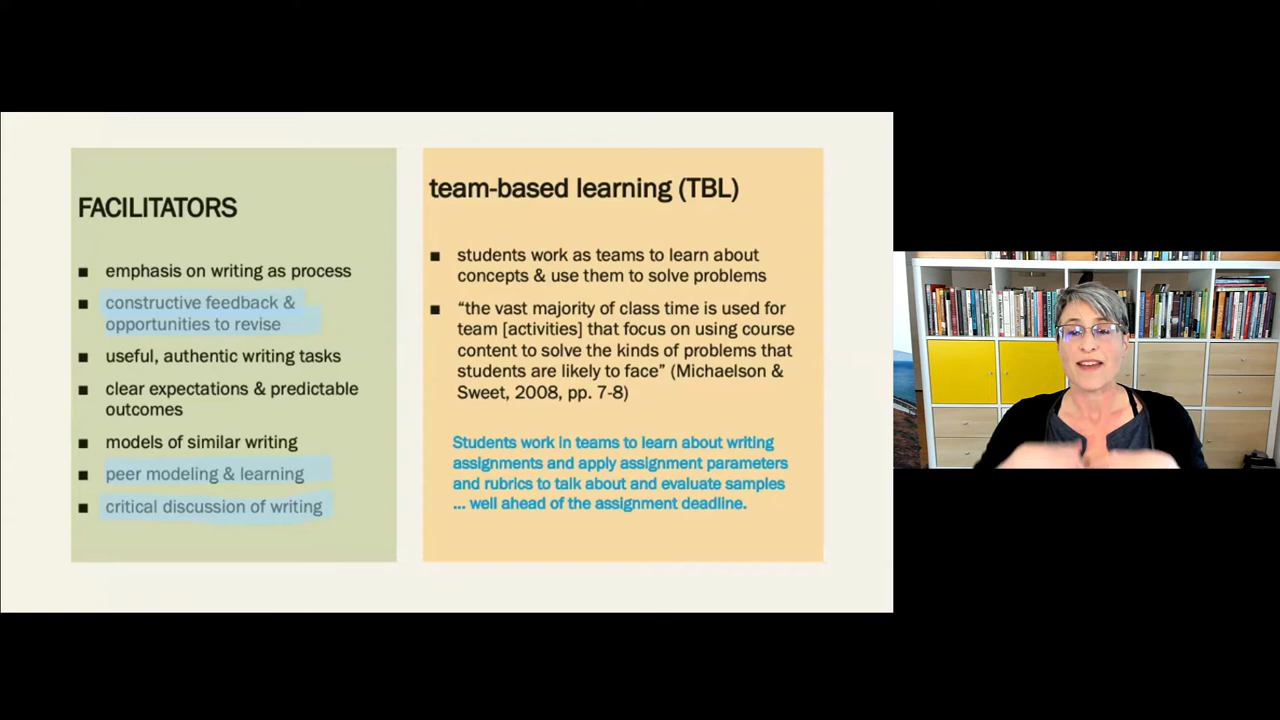 FACILITATORS
■ emphasis on writing as process
■ constructive feedback &
opportunities to revise
■ useful, authentic writing tasks
■ clear expectations & predictable
outcomes
■ models of similar writing
■ peer modeling & learning
■ critical discussion of writing
team-based learning (TBL)
■ students work as teams to learn about
concepts & use them to solve problems
■ “the vast majority of class time is used for
team [activities] that focus on using course
content to solve the kinds of problems that
students are likely to face” (Michaelson &
Sweet, 2008, pp. 7-8)
Students work in teams to learn about writing
assignments and apply assignment parameters
and rubrics to talk about and evaluate samples
... well ahead of the assignment deadline.